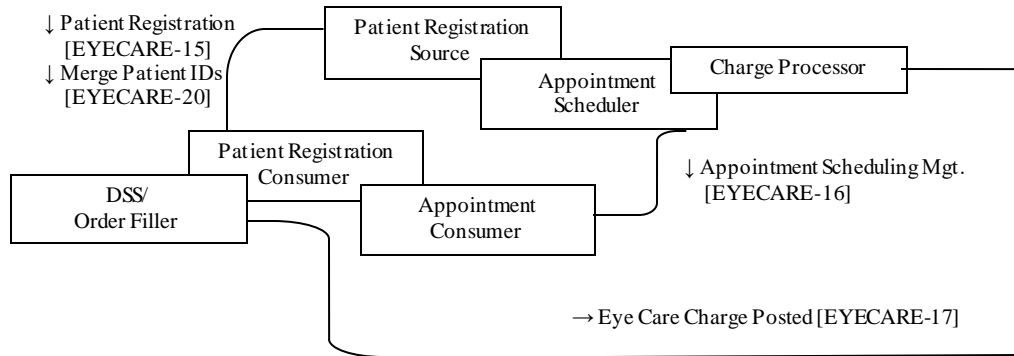 ↓ Patient Registration
[EYECARE-15]
↓ Merge Patient IDs
[EYECARE-20]
Patient Registration
Source
Appointment
Scheduler
Charge Processor
Patient Registration
Consumer
DSS/
Order Filler
Appointment
Consumer
↓ Appointment Scheduling Mgt.
[EYECARE-16]
→ Eye Care Charge Posted [EYECARE-17]